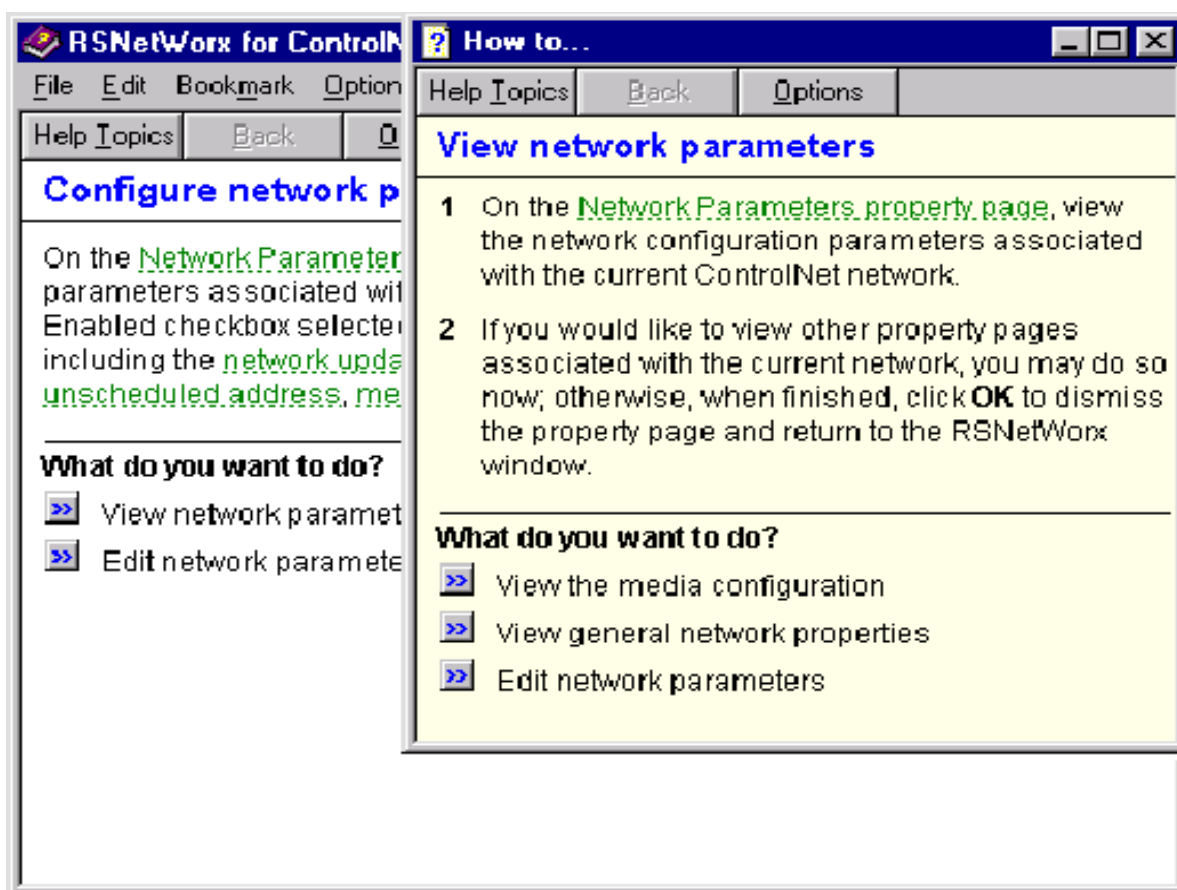 RSNetWorx for ControlN
File Edit Bookmark Option
Help Topics Back O
Configure network p
On the Network Parameter
parameters associated wit
Enabled checkbox selecte
including the network upda
unscheduled address, me
What do you want to do?
>> View network paramet
>> Edit network paramete
How to...
Help Topics Back Options
View network parameters
1 On the Network Parameters property page, view
the network configuration parameters associated
with the current ControlNet network.
2 If you would like to view other property pages
associated with the current network, you may do so
now; otherwise, when finished, click OK to dismiss
the property page and return to the RSNetWorx
window.
What do you want to do?
>> View the media configuration
>> View general network properties
>> Edit network parameters